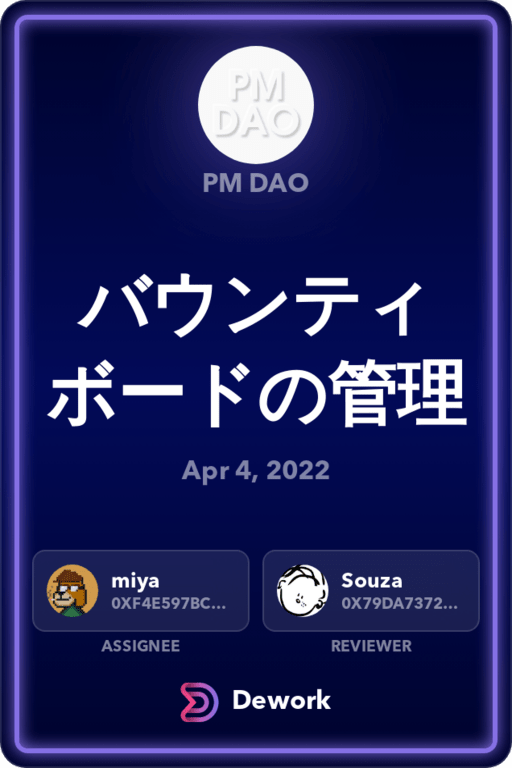 PM
DAO
PM DAO
バウンティ
ボードの管理
Apr 4, 2022
miya
0XF4E597BC...
ASSIGNEE
Souza
0X79DA7372...
REVIEWER
Dework